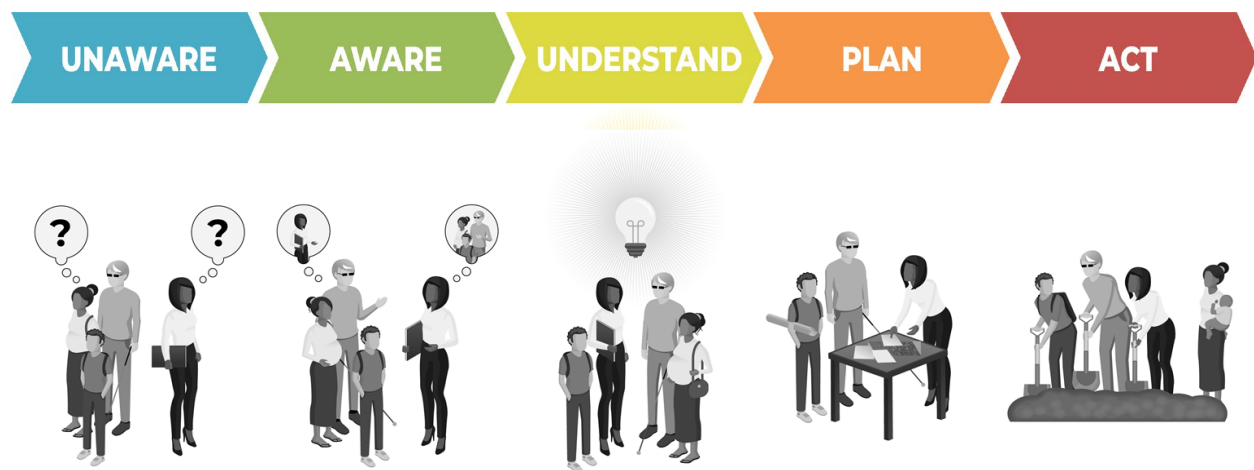 UNAWARE
AWARE
UNDERSTAND
PLAN
ACT
?
?